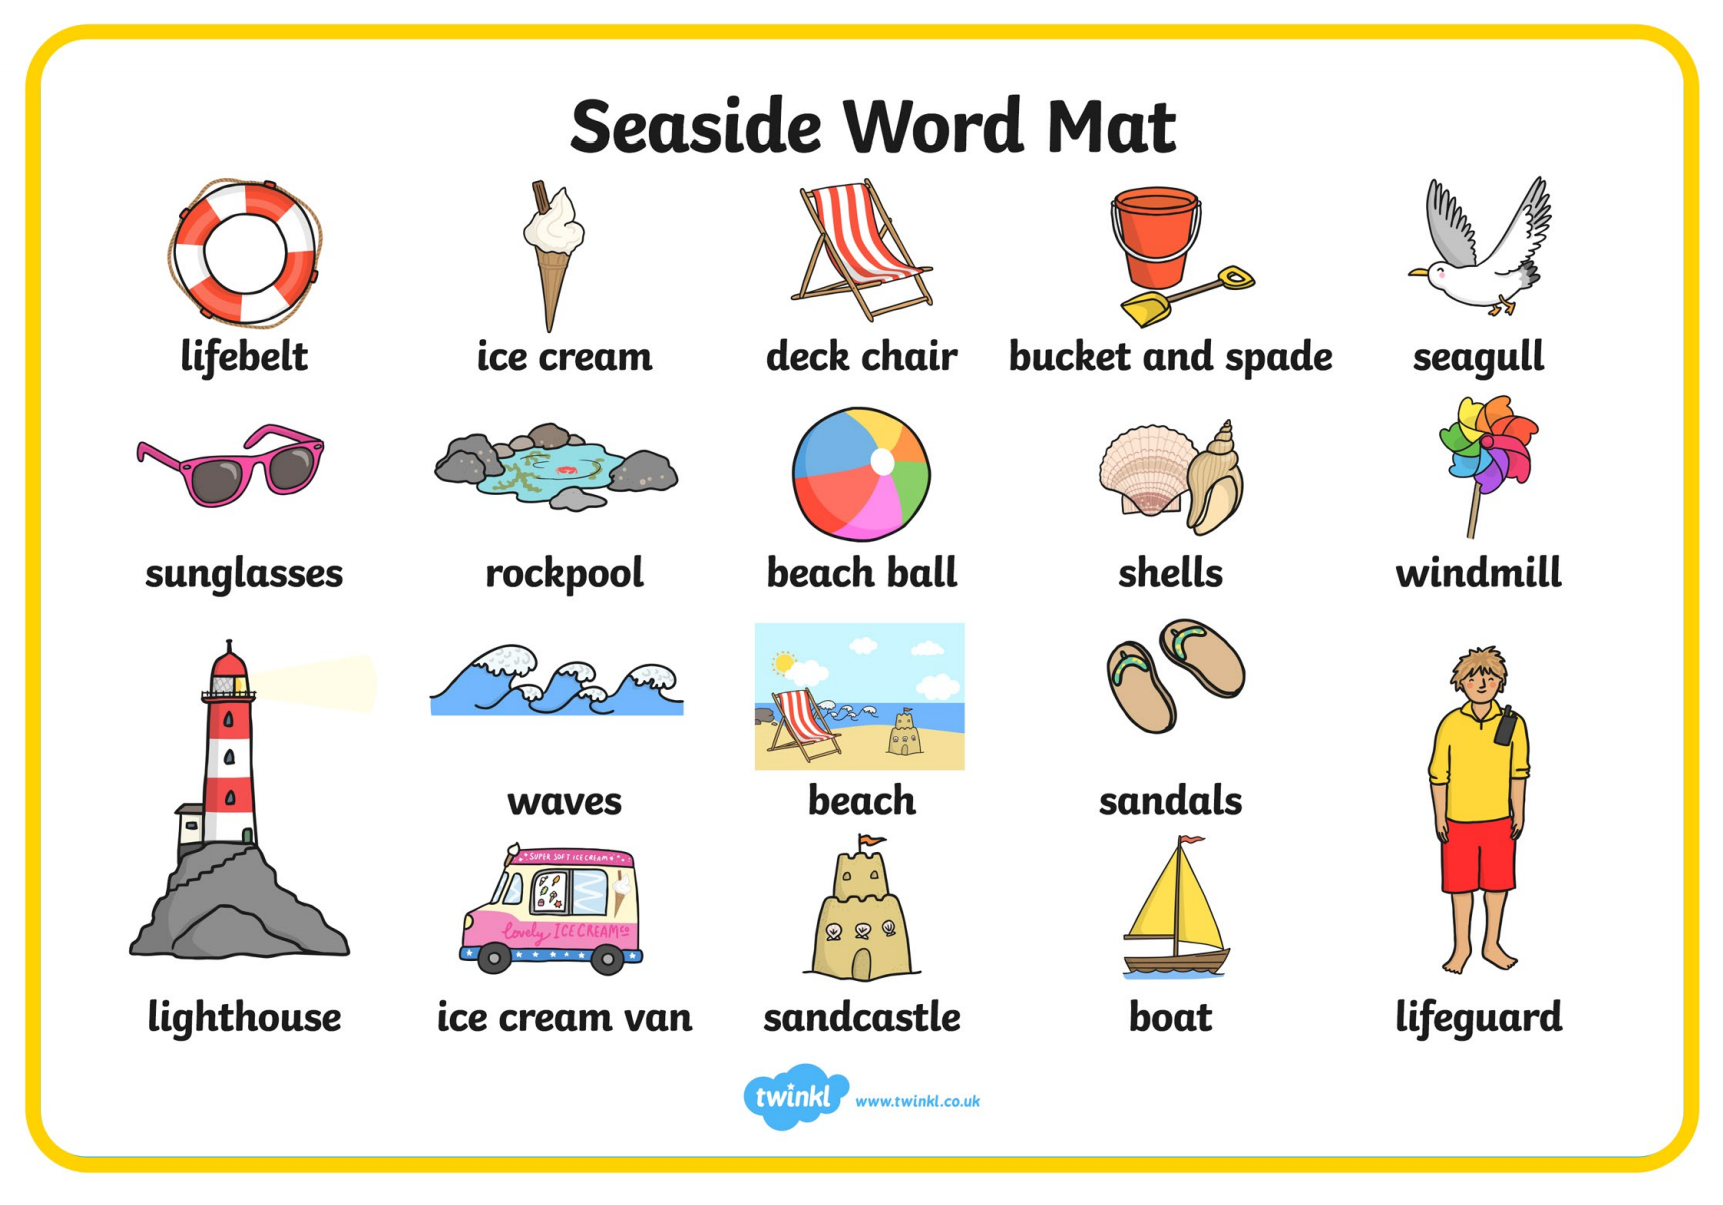 Seaside Word Mat
lifebelt
ice cream
deck chair
bucket and spade
seagull
sunglasses
rockpool
beach ball
shells
windmill
waves
beach
sandals
SUPER SOFT ICE CREAM
lovely ICE CREAM CO
lighthouse
ice cream van
sandcastle
boat
lifeguard
twinkl
www.twinkl.co.uk